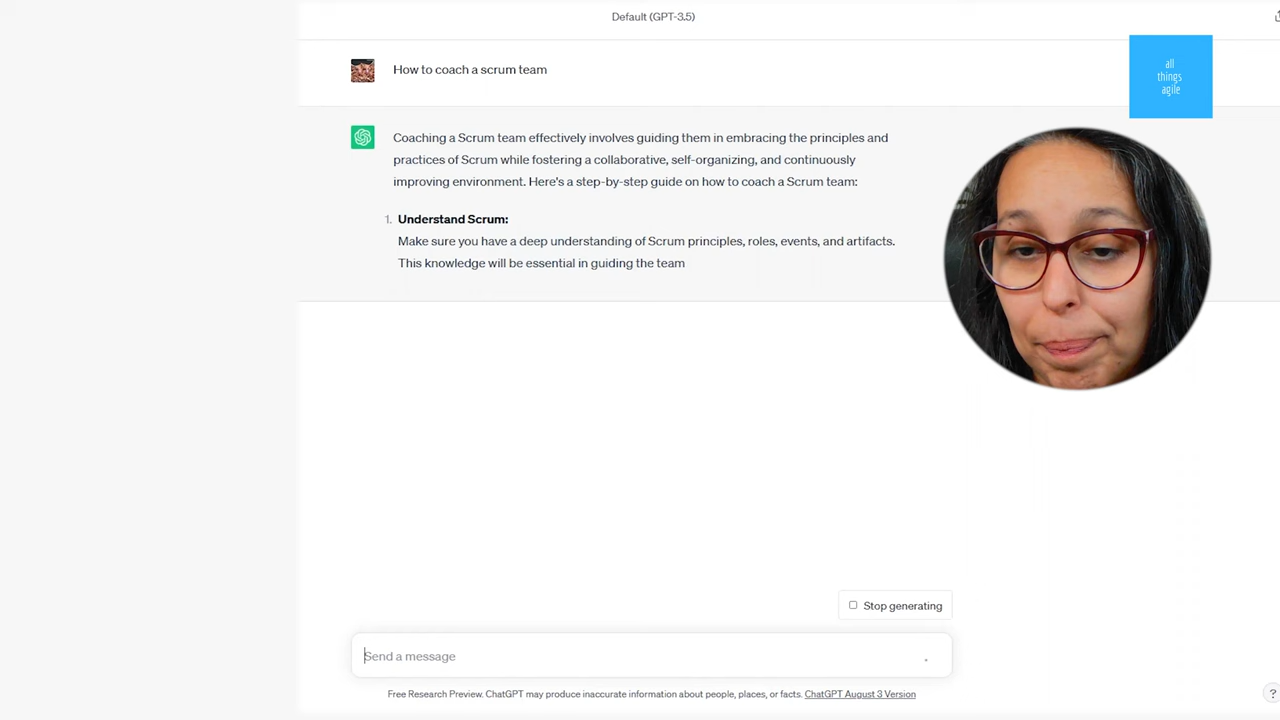 Default (GPT-3.5)
How to coach a scrum team
all
things
agile
Coaching a Scrum team effectively involves guiding them in embracing the principles and
practices of Scrum while fostering a collaborative, self-organizing, and continuously
improving environment. Here's a step-by-step guide on how to coach a Scrum team:
1. Understand Scrum:
Make sure you have a deep understanding of Scrum principles, roles, events, and artifacts.
This knowledge will be essential in guiding the team
Stop generating
Send a message
Free Research Preview. ChatGPT may produce inaccurate information about people, places, or facts. ChatGPT August 3 Version
?